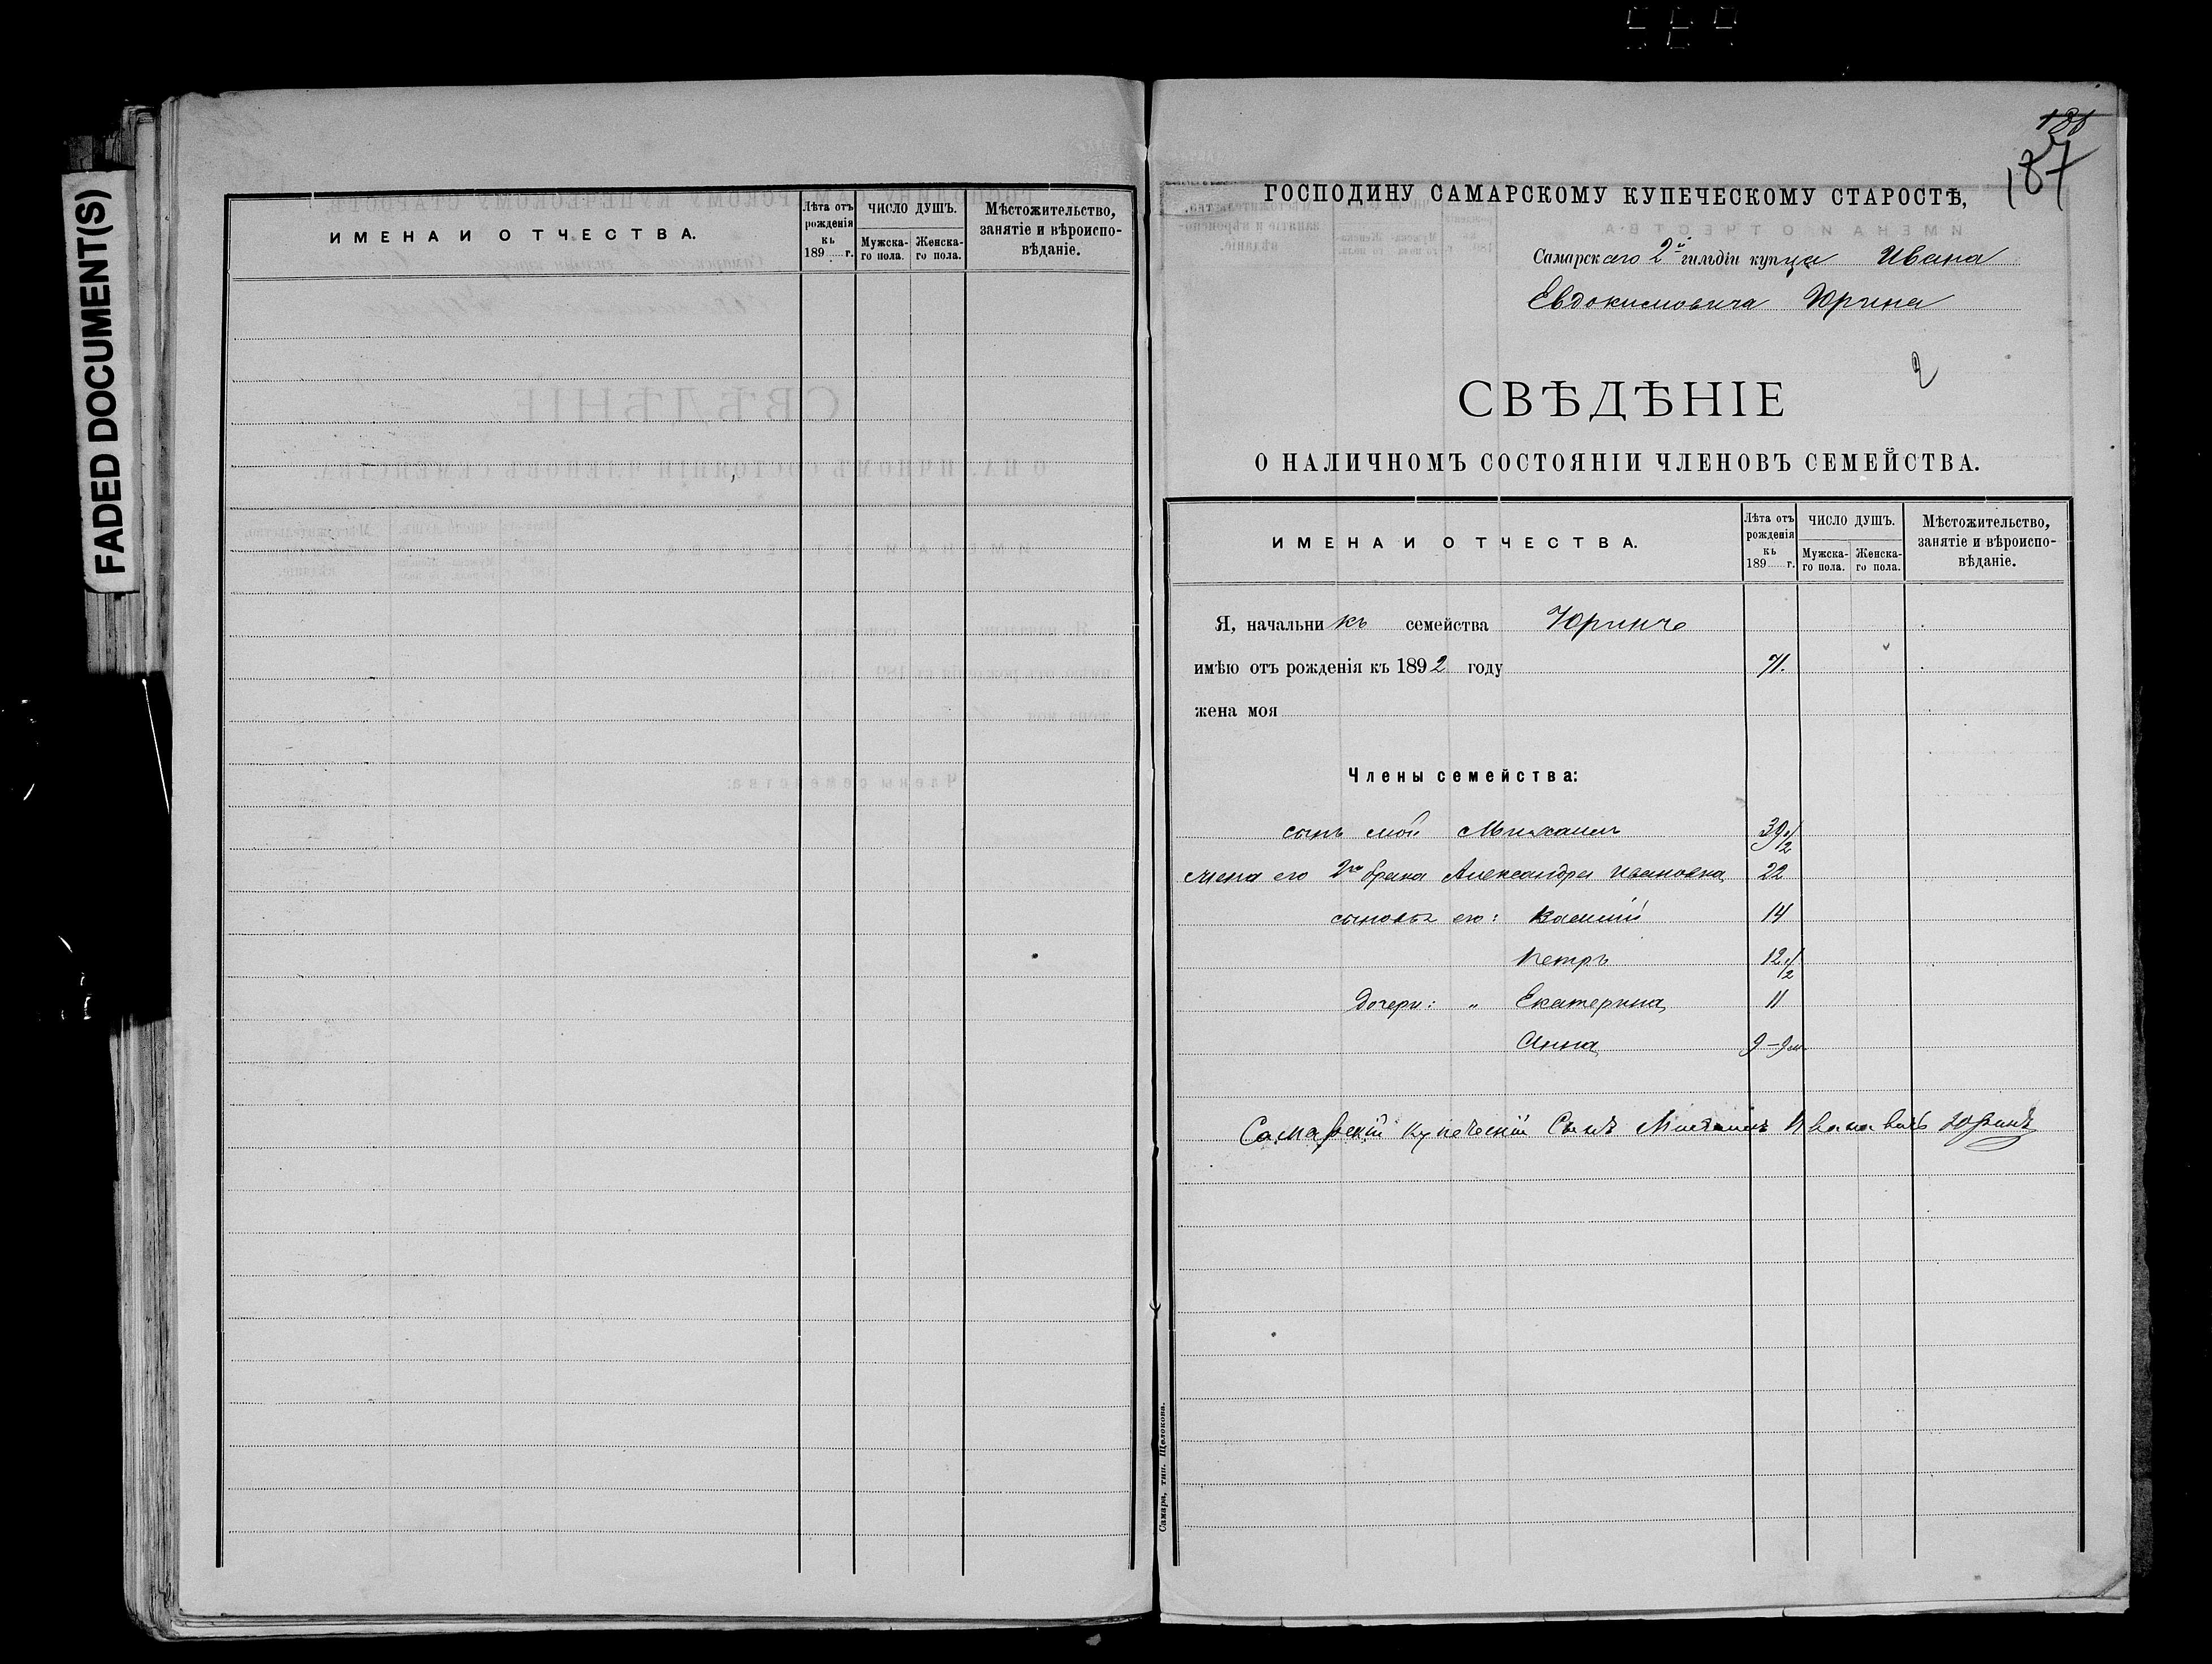 FADED DOCUMENT(S)
ИМЕНА И ОТЧЕСТВА.
Лѣта отъ рожденія къ 189 г.
ЧИСЛО ДУШЪ.
Мужска-го пола.
Женска-го пола.
Мѣстожительство, занятіе и вѣроиспо-вѣданіе.
187
ГОСПОДИНУ САМАРСКОМУ КУПЕЧЕСКОМУ СТАРОСТѢ,
Самарскаго 2й гильдіи купца Ивана
Евдокимовича Юрина
СВѢДѢНІЕ
О НАЛИЧНОМЪ СОСТОЯНІИ ЧЛЕНОВЪ СЕМЕЙСТВА.
ИМЕНА И ОТЧЕСТВА.
Лѣта отъ рожденія къ 189 г.
ЧИСЛО ДУШЪ.
Мужска-го пола.
Женска-го пола.
Мѣстожительство, занятіе и вѣроиспо-вѣданіе.
Я, начальникъ семейства Юринъ
имѣю отъ рожденія къ 1892 году 71.
жена моя
Члены семейства:
сынъ мой Михаилъ 39 1/2
жена его 2го брака Александра Ивановна 22
сыновья его: Василій 14
Петръ 12 1/2
Дочери: „ Екатерина 11
Анна 9-9 м
Самарскій купеческій Сынъ Михаилъ Ивановичъ Юринъ
Самара, тип. Щелокова.